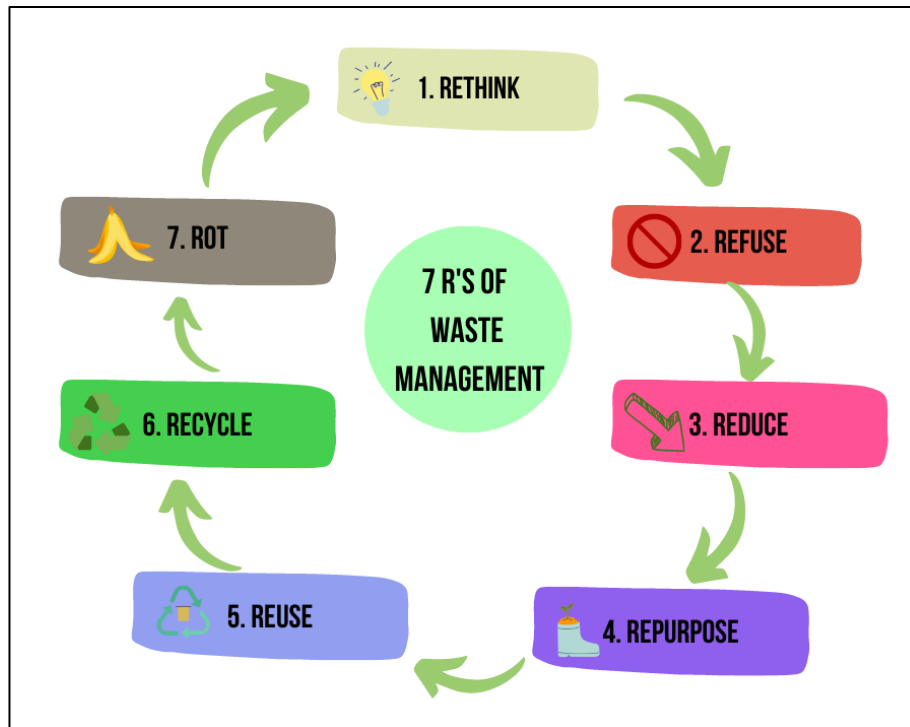 1. RETHINK
2. REFUSE
3. REDUCE
4. REPURPOSE
5. REUSE
6. RECYCLE
7. ROT
7 R'S OF
WASTE
MANAGEMENT